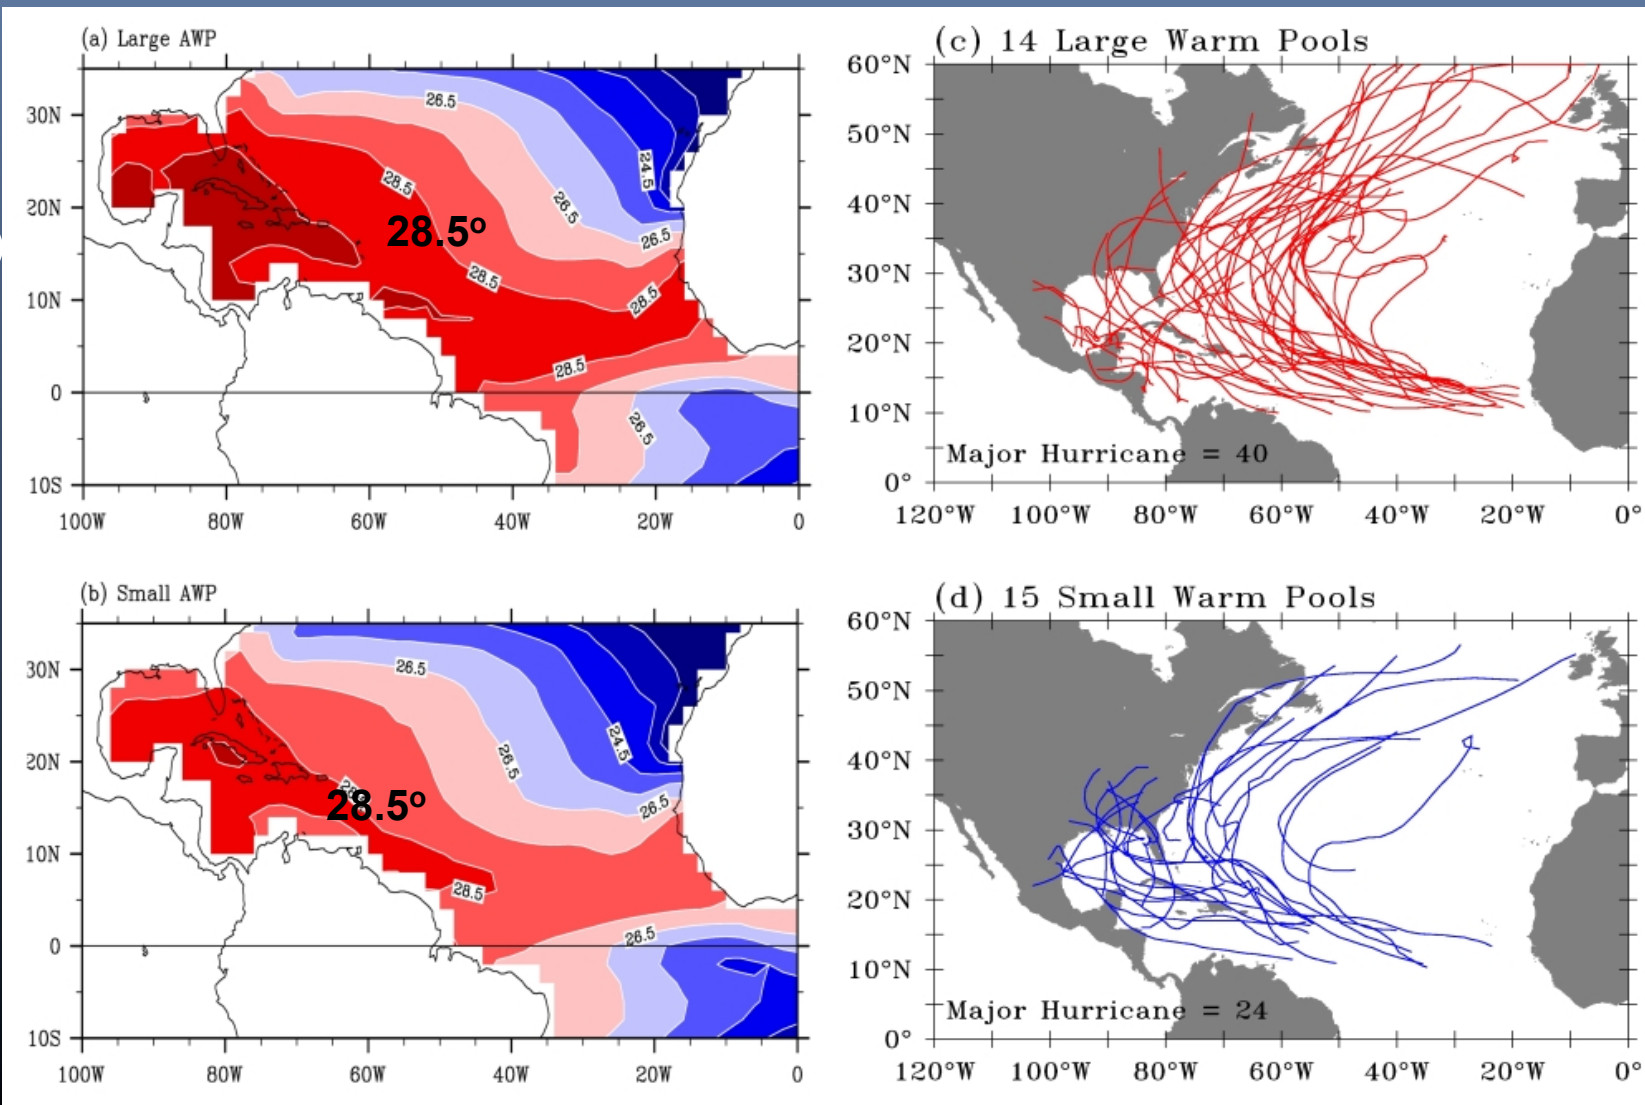 (a) Large AWP
30N
20N
10N
0
10S
100W 80W 60W 40W 20W 0
26.5
24.5
28.5
26.5
28.5º
26.5
28.5
28.5
28.5
26.5
(c) 14 Large Warm Pools
60°N
50°N
40°N
30°N
20°N
10°N
0°
Major Hurricane = 40
120°W 100°W 80°W 60°W 40°W 20°W 0°
(b) Small AWP
30N
20N
10N
0
10S
100W 80W 60W 40W 20W 0
26.5
24.5
26.5
28.5º
26.5
28.5
26.5
(d) 15 Small Warm Pools
60°N
50°N
40°N
30°N
20°N
10°N
0°
Major Hurricane = 24
120°W 100°W 80°W 60°W 40°W 20°W 0°